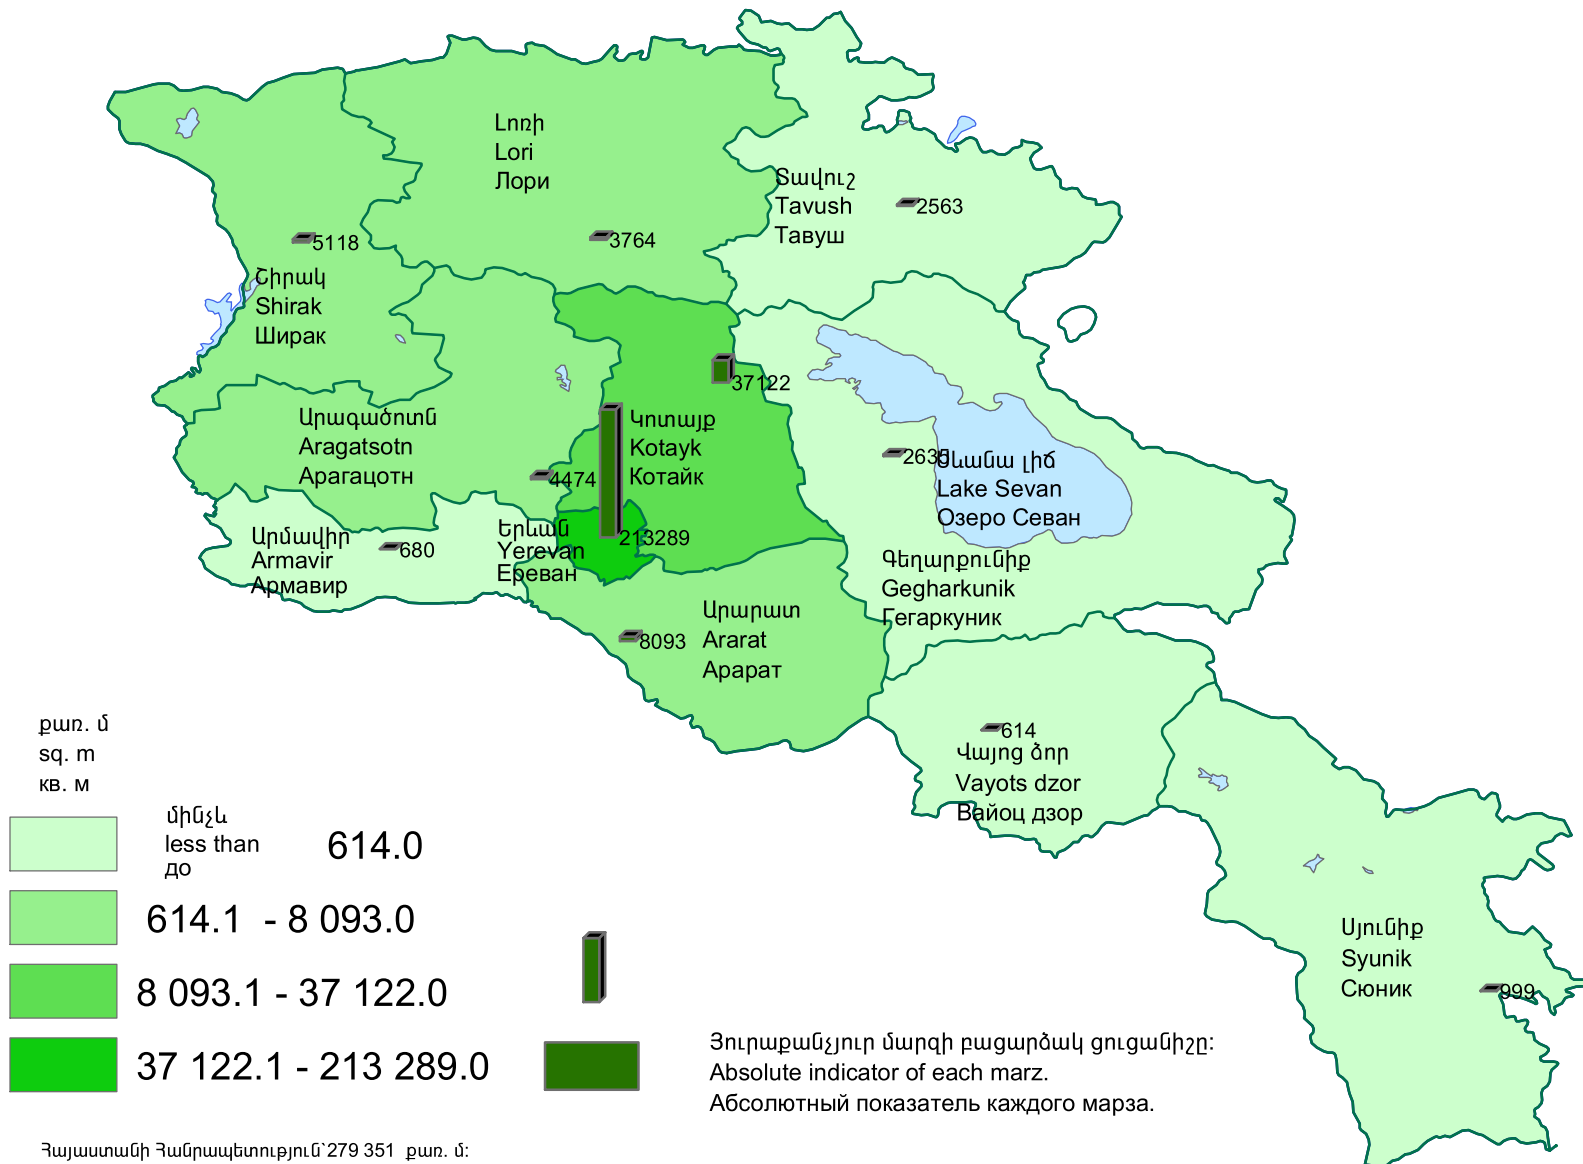 Լոռի
Lori
Лори
3764
Տավուշ
Tavush
Тавуш
2563
5118
Շիրակ
Shirak
Ширак
37122
Արագածոտն
Aragatsotn
Арагацотн
4474
Կոտայք
Kotayk
Котайк
2635
Սևանա լիճ
Lake Sevan
Озеро Севан
Արմավիր
Armavir
Армавир
680
Երևան
Yerevan
Ереван
213289
Գեղարքունիք
Gegharkunik
Гегаркуник
Արարատ
Ararat
Арарат
8093
614
Վայոց ձոր
Vayots dzor
Вайоц дзор
Սյունիք
Syunik
Сюник
999
քառ. մ
sq. m
кв. м
մինչև
less than
до
614.0
614.1 - 8 093.0
8 093.1 - 37 122.0
37 122.1 - 213 289.0
Յուրաքանչյուր մարզի բացարձակ ցուցանիշը:
Absolute indicator of each marz.
Абсолютный показатель каждого марза.
Հայաստանի Հանրապետություն՝279 351 քառ. մ: